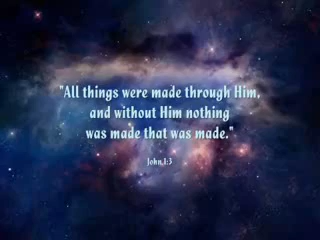 "All things were made through Him,
and without Him nothing
was made that was made."
John 1:3